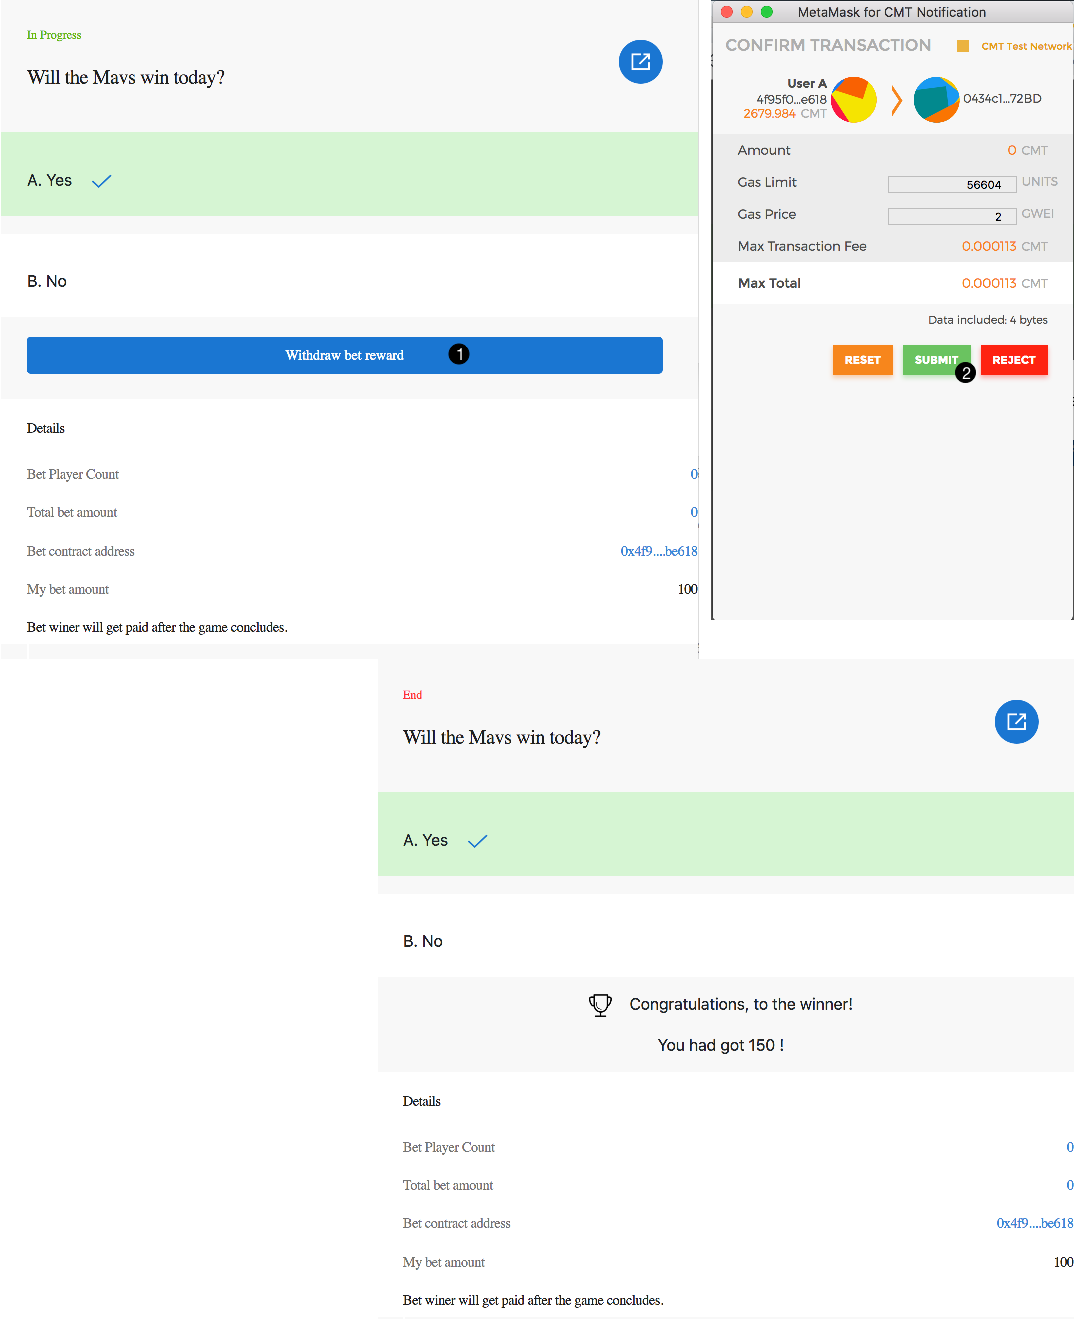 In Progress
Will the Mavs win today?
A. Yes
B. No
Withdraw bet reward 1
Details
Bet Player Count 0
Total bet amount 0
Bet contract address 0x4f9....be618
My bet amount 100
Bet winer will get paid after the game concludes.
MetaMask for CMT Notification
CONFIRM TRANSACTION CMT Test Network
User A
4f95f0...e618 0434c1...72BD
2679.984 CMT
Amount 0 CMT
Gas Limit 56604 UNITS
Gas Price 2 GWEI
Max Transaction Fee 0.000113 CMT
Max Total 0.000113 CMT
Data included: 4 bytes
RESET SUBMIT 2 REJECT
End
Will the Mavs win today?
A. Yes
B. No
Congratulations, to the winner!
You had got 150 !
Details
Bet Player Count 0
Total bet amount 0
Bet contract address 0x4f9....be618
My bet amount 100
Bet winer will get paid after the game concludes.